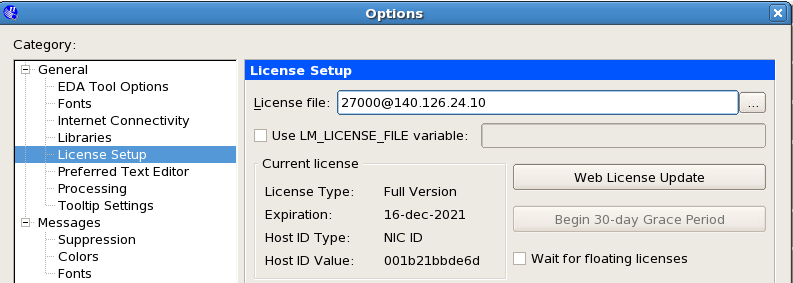 Options
Category:
General
EDA Tool Options
Fonts
Internet Connectivity
Libraries
License Setup
Preferred Text Editor
Processing
Tooltip Settings
Messages
Suppression
Colors
Fonts
License Setup
License file: 27000@140.126.24.10 ...
Use LM_LICENSE_FILE variable:
Current license
License Type: Full Version
Expiration: 16-dec-2021
Host ID Type: NIC ID
Host ID Value: 001b21bbde6d
Web License Update
Begin 30-day Grace Period
Wait for floating licenses